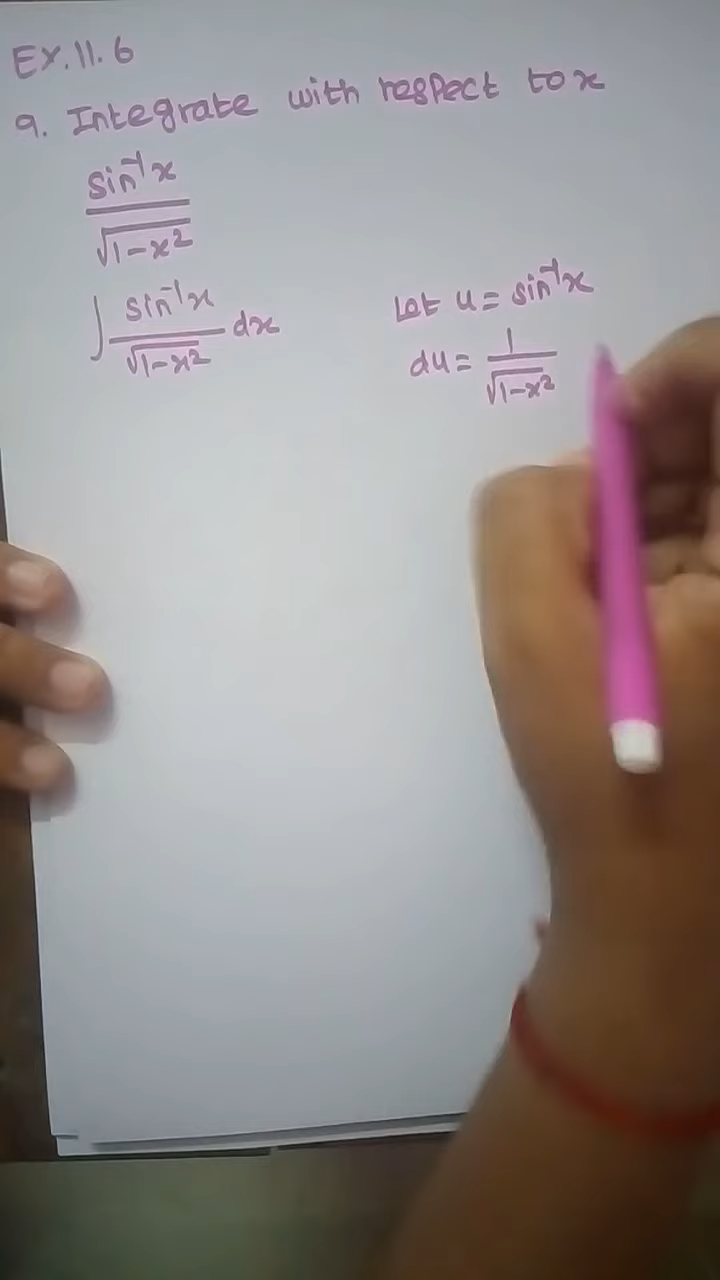 Ex.11.6
9. Integrate with respect to x
sin⁻¹x
√1-x²
∫ sin⁻¹x / √1-x² dx
Let u = sin⁻¹x
du = 1 / √1-x²